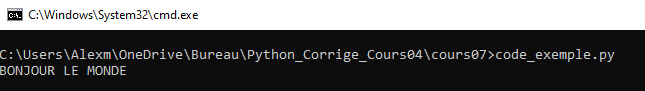 C:\Windows\System32\cmd.exe
C:\Users\Alexm\OneDrive\Bureau\Python_Corrige_Cours04\cours07>code_exemple.py
BONJOUR LE MONDE